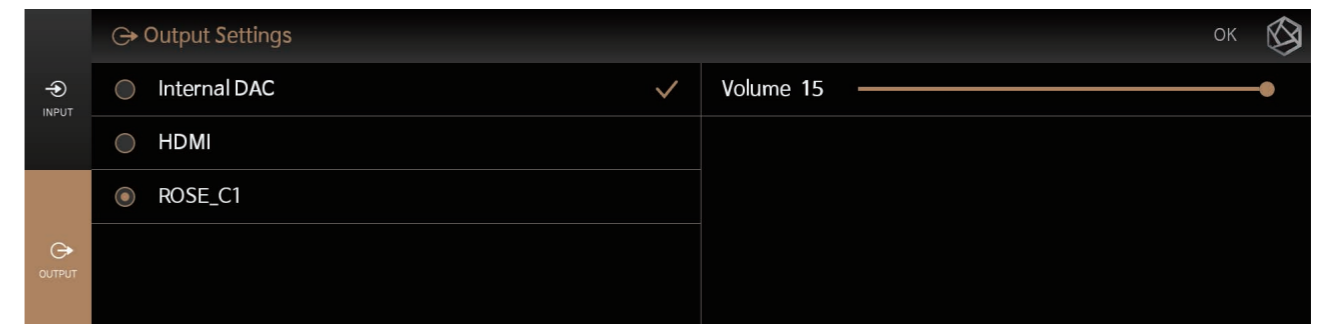 Output Settings
OK
INPUT
Internal DAC
Volume 15
HDMI
ROSE_C1
OUTPUT